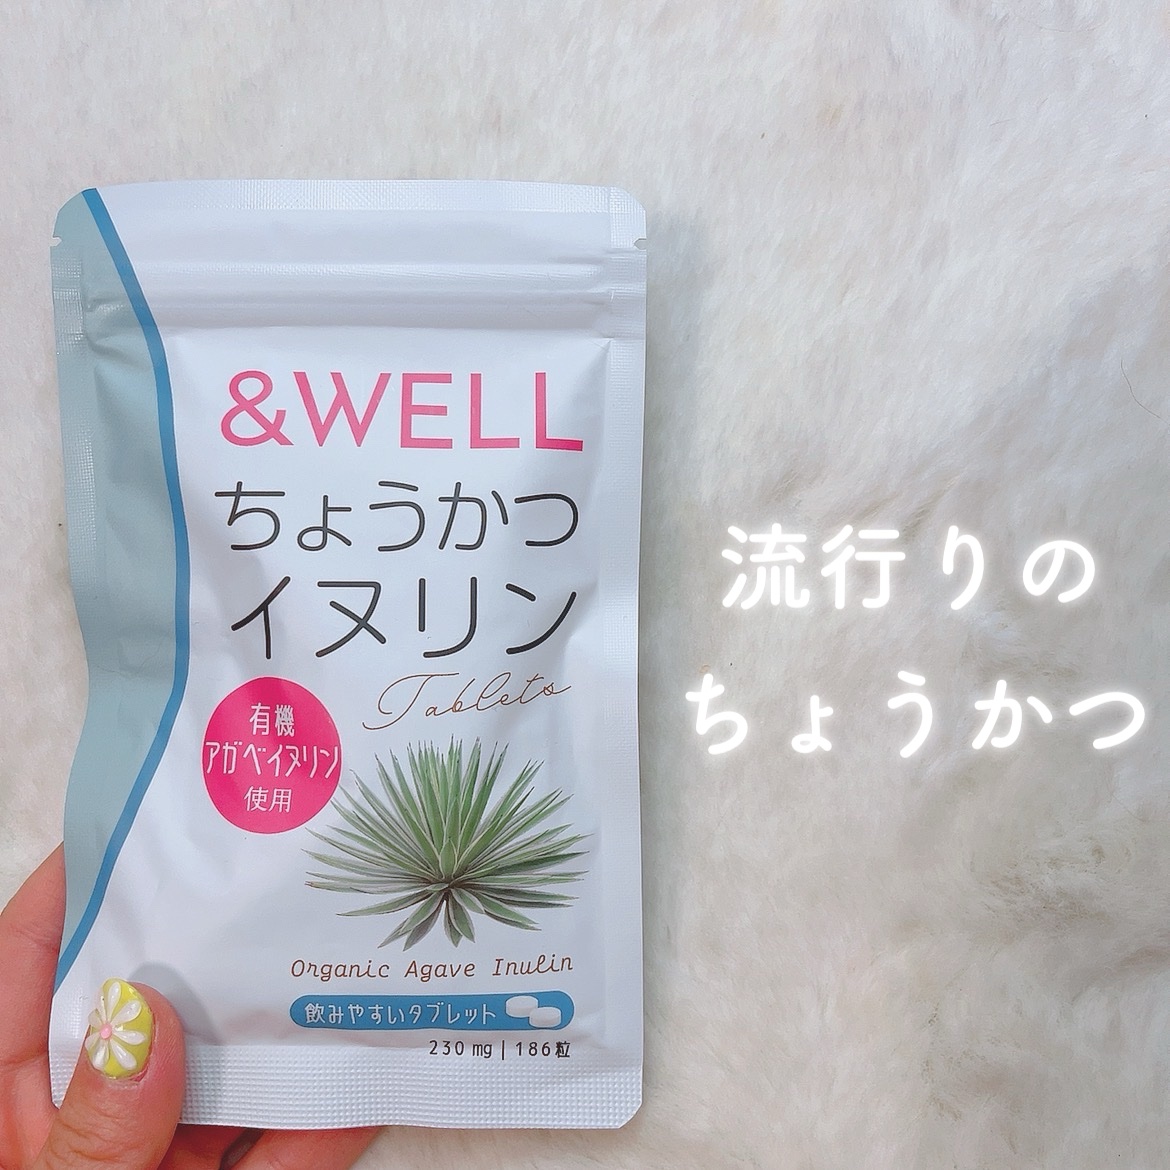 &WELL
ちょうかつ
イヌリン
Tablets
有機
アガベイヌリン
使用
Organic Agave Inulin
飲みやすいタブレット
230mg | 186粒
流行りの
ちょうかつ